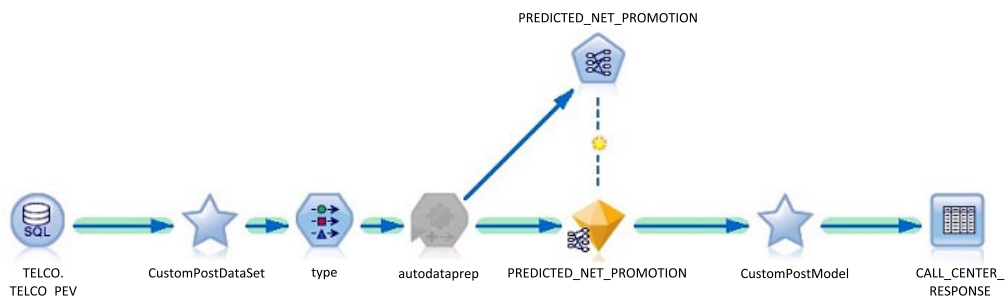 PREDICTED_NET_PROMOTION
SQL
TELCO.
TELCO_PEV
CustomPostDataSet
type
autodataprep
PREDICTED_NET_PROMOTION
CustomPostModel
CALL_CENTER_
RESPONSE